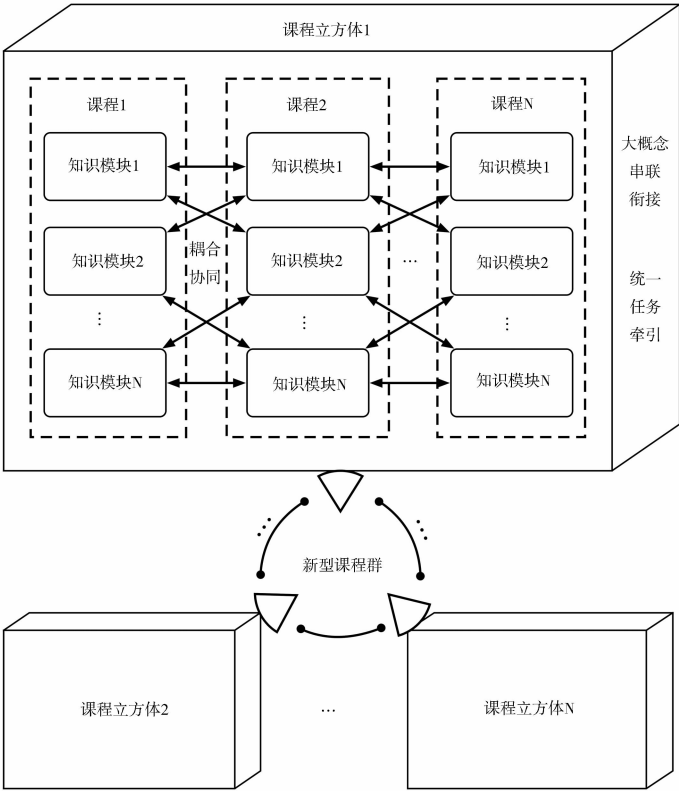 课程立方体1
课程1
课程2
课程N
知识模块1
知识模块1
知识模块1
大概念
串联
衔接
知识模块2
耦合
协同
知识模块2
…
知识模块2
统一
任务
牵引
⋮
⋮
⋮
知识模块N
知识模块N
知识模块N
…
…
新型课程群
课程立方体2
…
课程立方体N